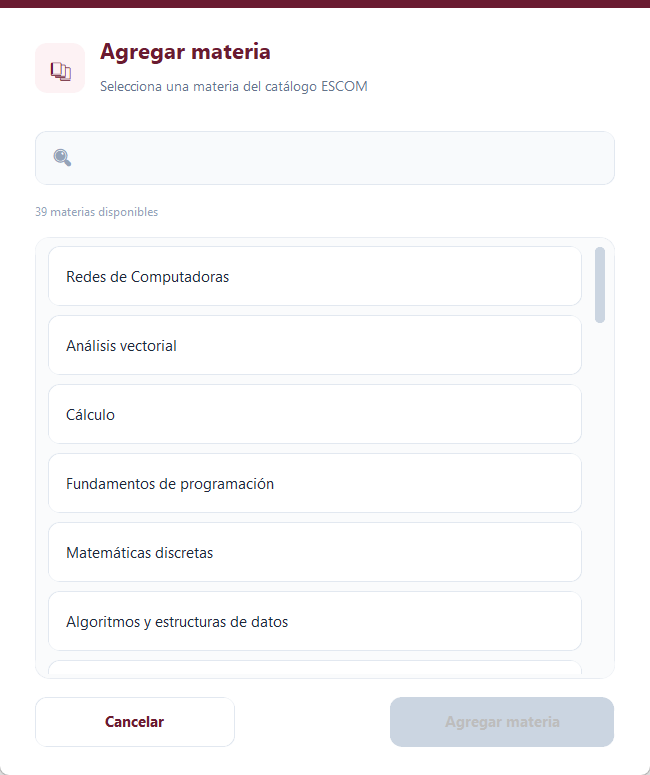 Agregar materia
Selecciona una materia del catálogo ESCOM
39 materias disponibles
Redes de Computadoras
Análisis vectorial
Cálculo
Fundamentos de programación
Matemáticas discretas
Algoritmos y estructuras de datos
Cancelar
Agregar materia